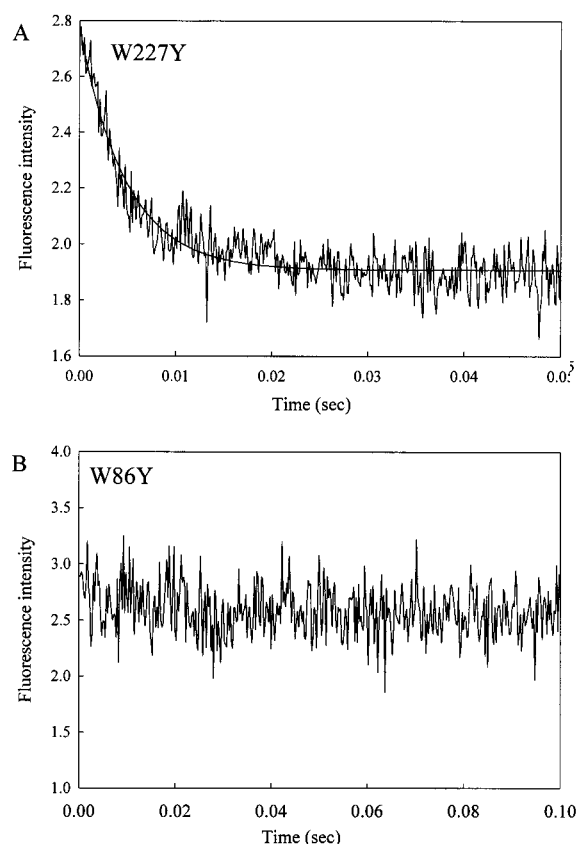 A
W227Y
Fluorescence intensity
2.8
2.6
2.4
2.2
2.0
1.8
1.6
0.00 0.01 0.02 0.03 0.04 0.05
Time (sec)
B
W86Y
Fluorescence intensity
4.0
3.5
3.0
2.5
2.0
1.5
1.0
0.00 0.02 0.04 0.06 0.08 0.10
Time (sec)